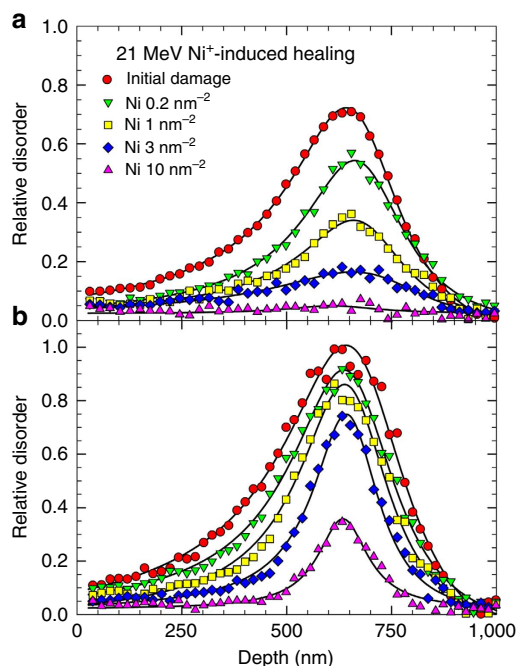 a
1.0
21 MeV Ni⁺-induced healing
Initial damage
0.8
Ni 0.2 nm⁻²
Ni 1 nm⁻²
Ni 3 nm⁻²
0.6
Ni 10 nm⁻²
Relative disorder
0.4
0.2
0.0
b
1.0
0.8
0.6
Relative disorder
0.4
0.2
0.0
0 250 500 750 1,000
Depth (nm)